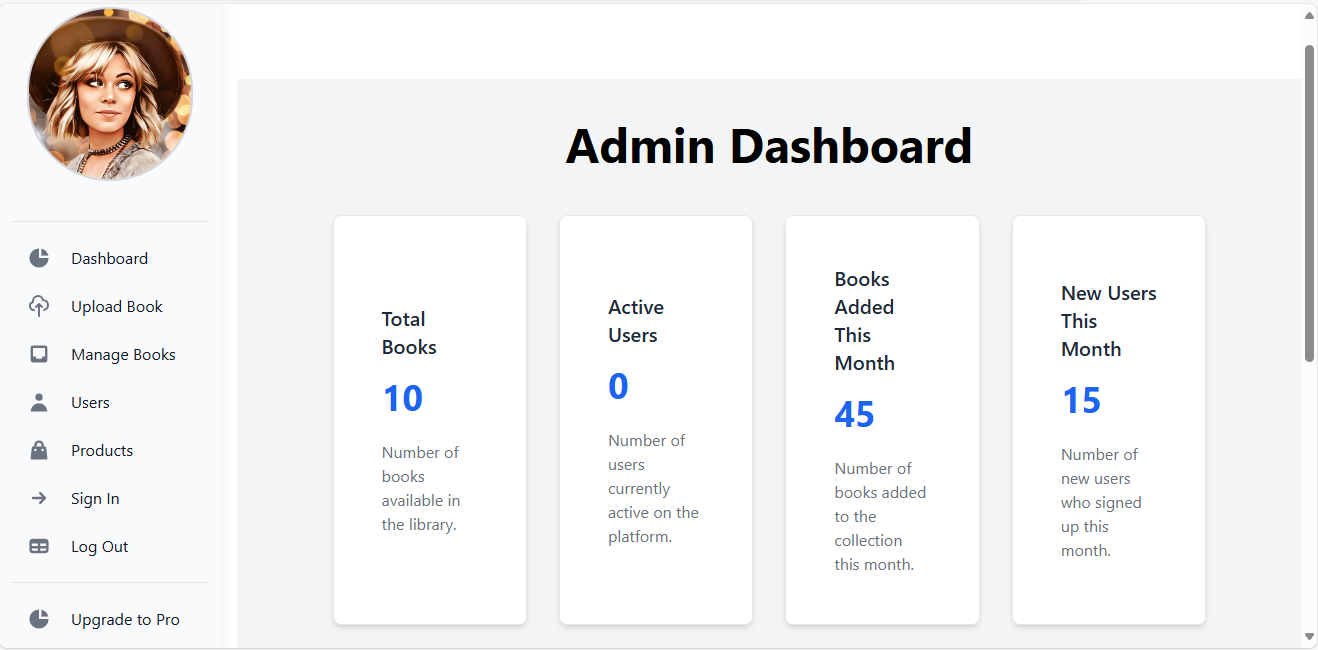 Dashboard
Upload Book
Manage Books
Users
Products
Sign In
Log Out
Upgrade to Pro
Admin Dashboard
Total
Books
10
Number of
books
available in
the library.
Active
Users
0
Number of
users
currently
active on the
platform.
Books
Added
This
Month
45
Number of
books added
to the
collection
this month.
New Users
This
Month
15
Number of
new users
who signed
up this
month.